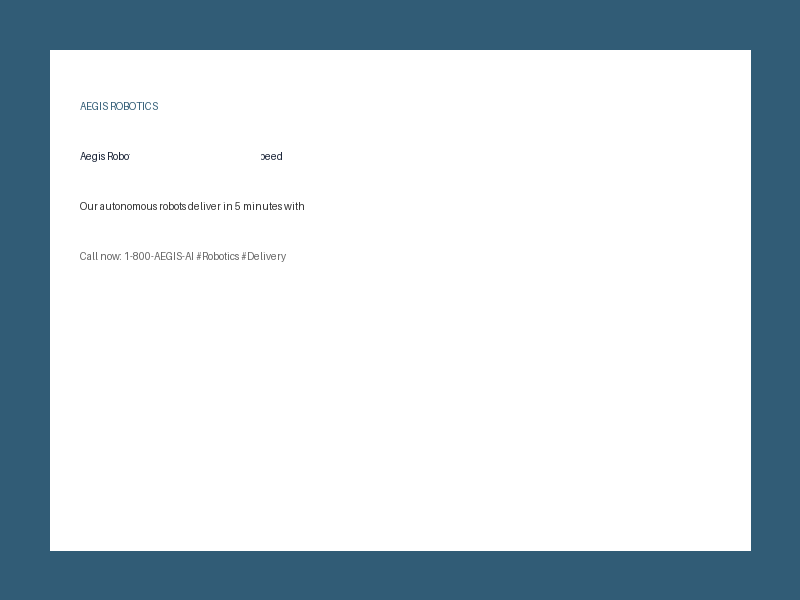 AEGIS ROBOTICS
Aegis
Our autonomous robots deliver in 5 minutes with
Call now: 1-800-AEGIS-AI #Robotics #Delivery